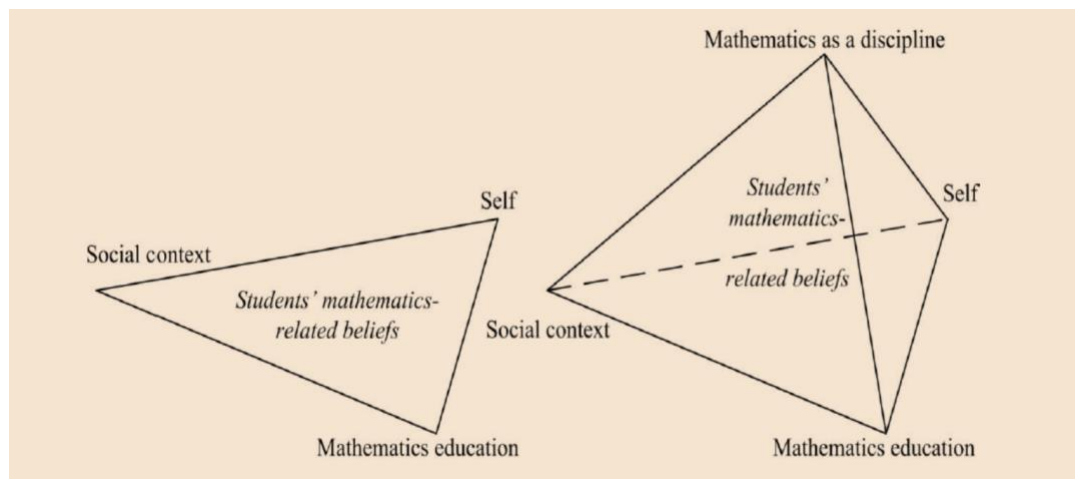 Social context
Self
Students' mathematics-
related beliefs
Mathematics education
Mathematics as a discipline
Self
Students'
mathematics-
related beliefs
Social context
Mathematics education